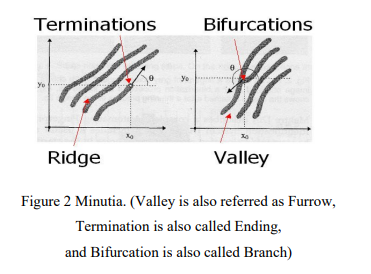 Terminations Bifurcations
y₀ θ
θ y₀
x₀ x₀
Ridge Valley
Figure 2 Minutia. (Valley is also referred as Furrow,
Termination is also called Ending,
and Bifurcation is also called Branch)